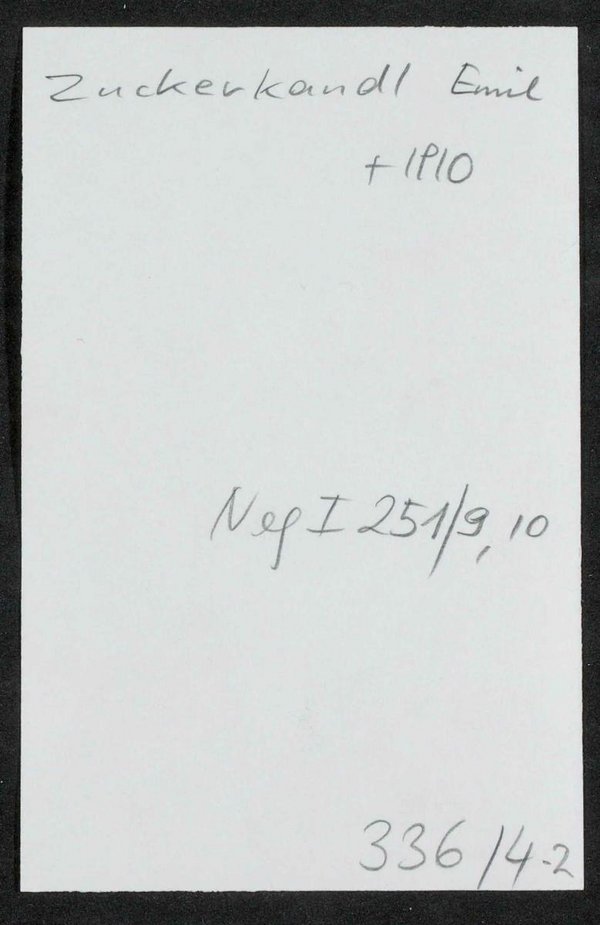 Zuckerkandl Emil
+ 1910
Neg I 251/9, 10
336/4-2